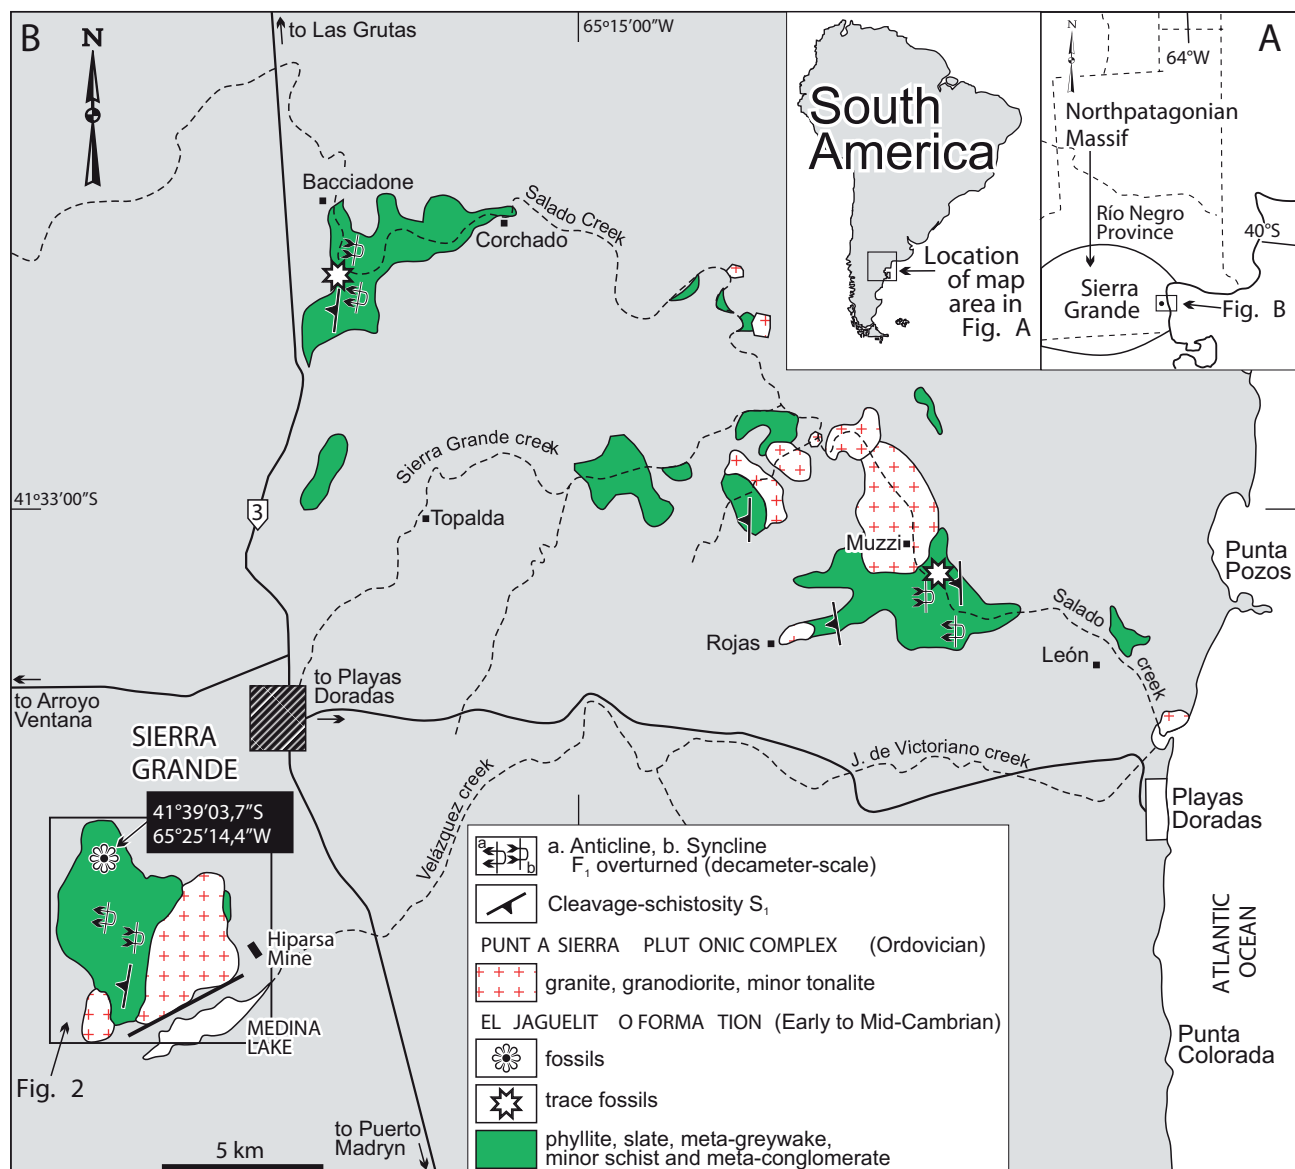 B
N
to Las Grutas
65º15'00"W
South
America
Location
of map
area in
Fig. A
A
64°W
Northpatagonian
Massif
Río Negro
Province
40°S
Sierra
Grande
Fig. B
Bacciadone
Salado Creek
Corchado
Sierra Grande creek
41º33'00"S
3
Topalda
Muzzi
Punta
Pozos
Rojas
Salado
creek
León
to Arroyo
Ventana
to Playas
Doradas
SIERRA
GRANDE
J. de Victoriano creek
Velázquez creek
Playas
Doradas
41°39'03,7"S
65°25'14,4"W
Hiparsa
Mine
MEDINA
LAKE
Fig. 2
to Puerto
Madryn
5 km
ATLANTIC
OCEAN
Punta
Colorada
a
b
a. Anticline, b. Syncline
F1 overturned (decameter-scale)
Cleavage-schistosity S1
PUNT A SIERRA PLUT ONIC COMPLEX (Ordovician)
granite, granodiorite, minor tonalite
EL JAGUELIT O FORMA TION (Early to Mid-Cambrian)
fossils
trace fossils
phyllite, slate, meta-greywake,
minor schist and meta-conglomerate